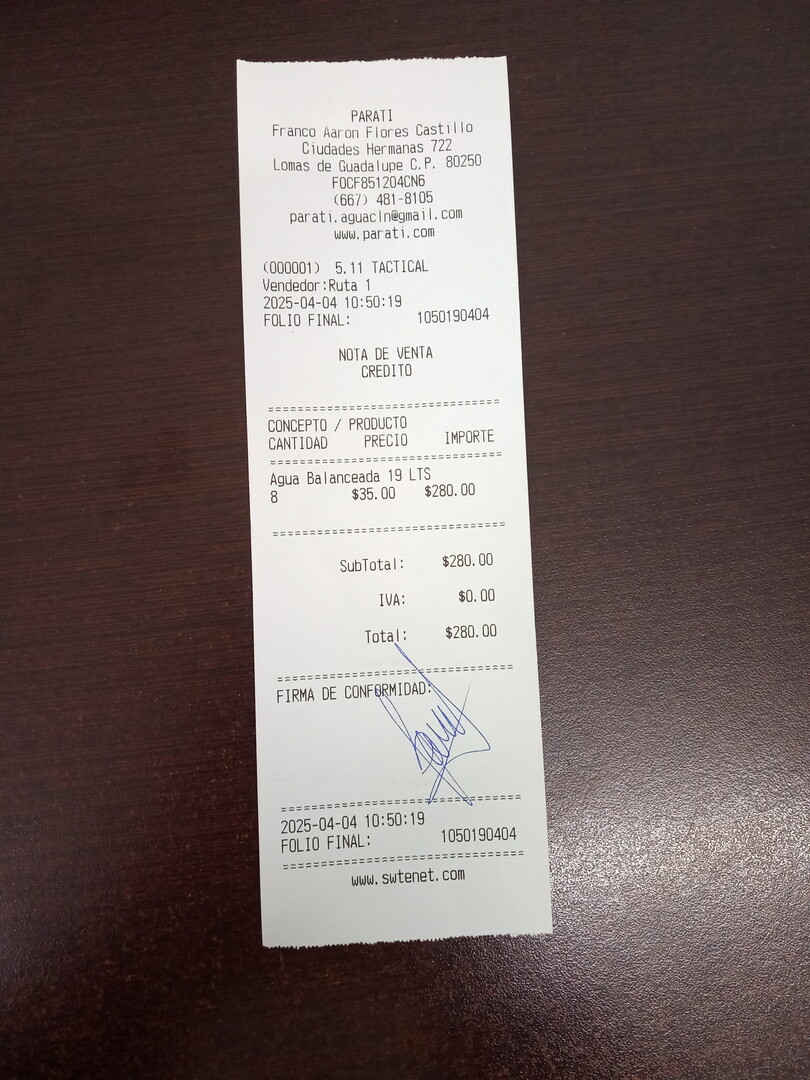 PARATI
Franco Aaron Flores Castillo
Ciudades Hermanas 722
Lomas de Guadalupe C.P. 80250
FOCF851204CN6
(667) 481-8105
parati.aguacln@gmail.com
www.parati.com
(000001) 5.11 TACTICAL
Vendedor:Ruta 1
2025-04-04 10:50:19
FOLIO FINAL: 1050190404
NOTA DE VENTA
CREDITO
==============================
CONCEPTO / PRODUCTO
CANTIDAD PRECIO IMPORTE
==============================
Agua Balanceada 19 LTS
8 $35.00 $280.00
==============================
SubTotal: $280.00
IVA: $0.00
Total: $280.00
==============================
FIRMA DE CONFORMIDAD:
==============================
2025-04-04 10:50:19
FOLIO FINAL: 1050190404
==============================
www.swtenet.com